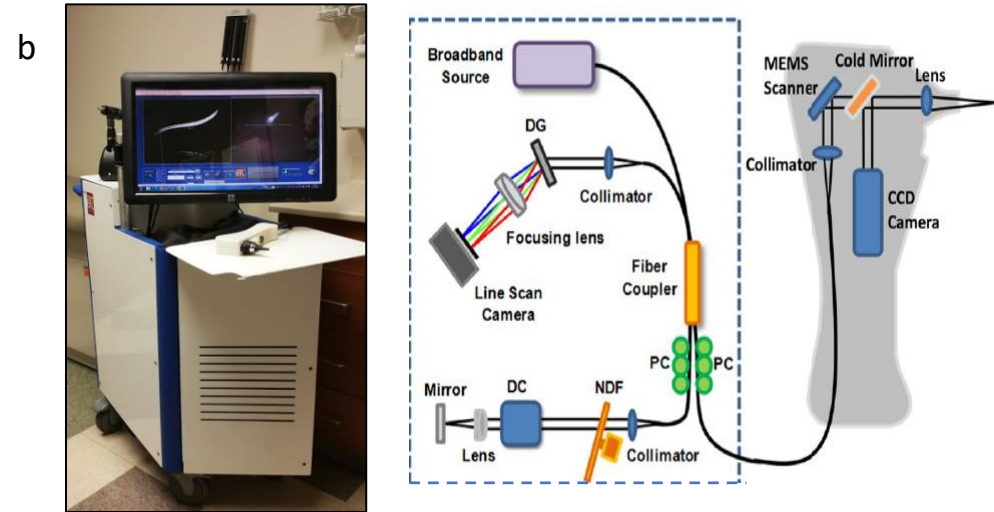 b
Broadband
Source
DG
Collimator
Focusing lens
Line Scan
Camera
Fiber
Coupler
PC
PC
Mirror
DC
NDF
Lens
Collimator
MEMS
Scanner
Cold Mirror
Lens
Collimator
CCD
Camera